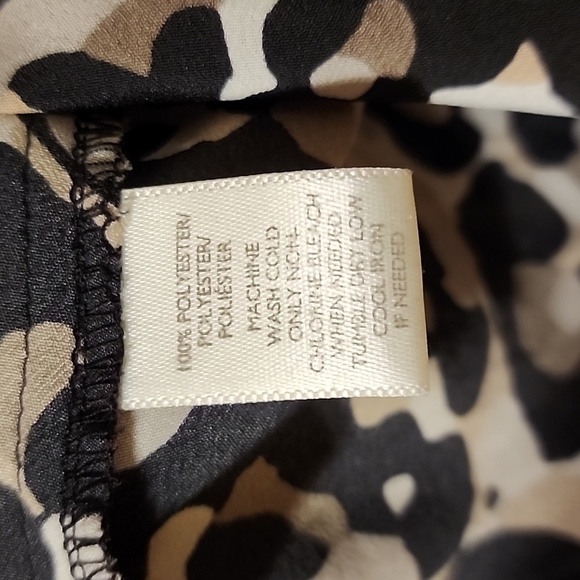 100% POLYESTER/
POLYESTER/
POLIESTER
MACHINE
WASH COLD
ONLY NON-
CHLORINE BLEACH
WHEN NEEDED
TUMBLE DRY LOW
COOL IRON
IF NEEDED